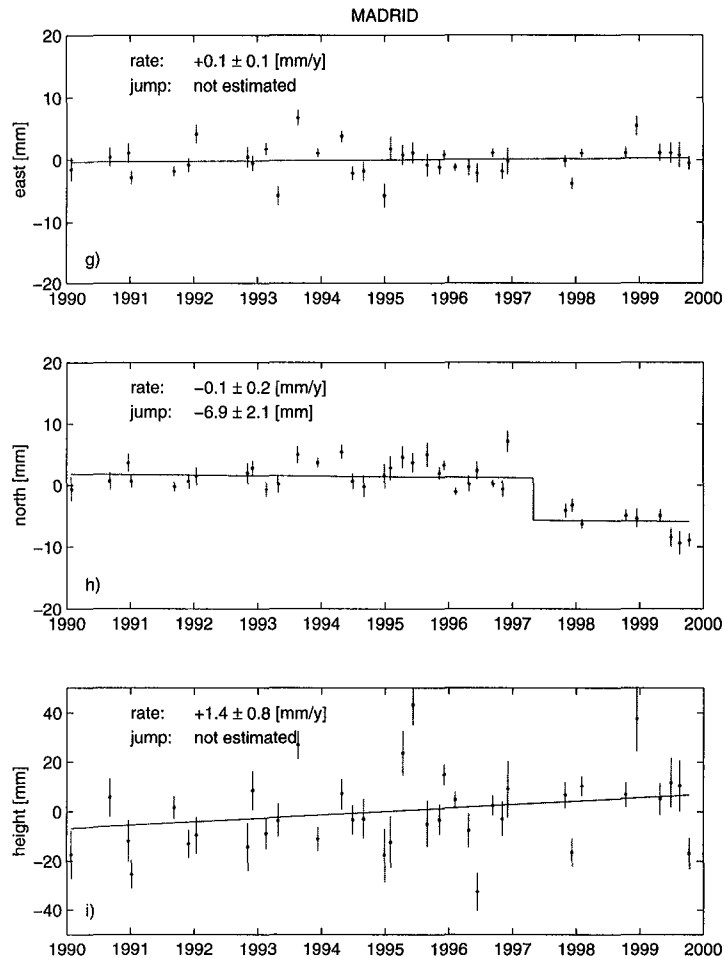 MADRID
rate: +0.1 ± 0.1 [mm/y]
jump: not estimated
20
10
0
−10
−20
east [mm]
g)
1990 1991 1992 1993 1994 1995 1996 1997 1998 1999 2000
rate: −0.1 ± 0.2 [mm/y]
jump: −6.9 ± 2.1 [mm]
20
10
0
−10
−20
north [mm]
h)
1990 1991 1992 1993 1994 1995 1996 1997 1998 1999 2000
rate: +1.4 ± 0.8 [mm/y]
jump: not estimated
40
20
0
−20
−40
height [mm]
i)
1990 1991 1992 1993 1994 1995 1996 1997 1998 1999 2000